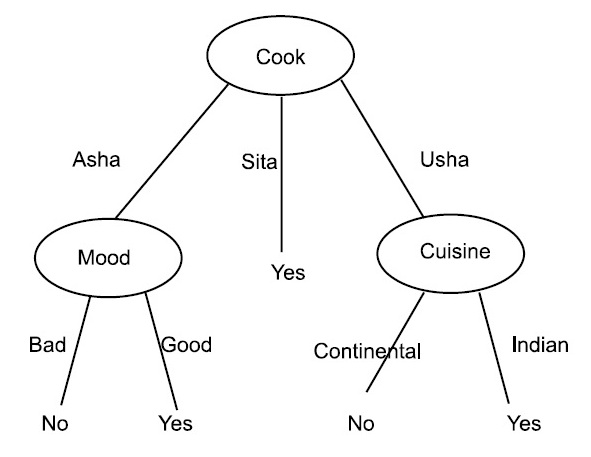 Cook
Asha
Sita
Usha
Mood
Cuisine
Yes
Bad
Good
Continental
Indian
No
Yes
No
Yes